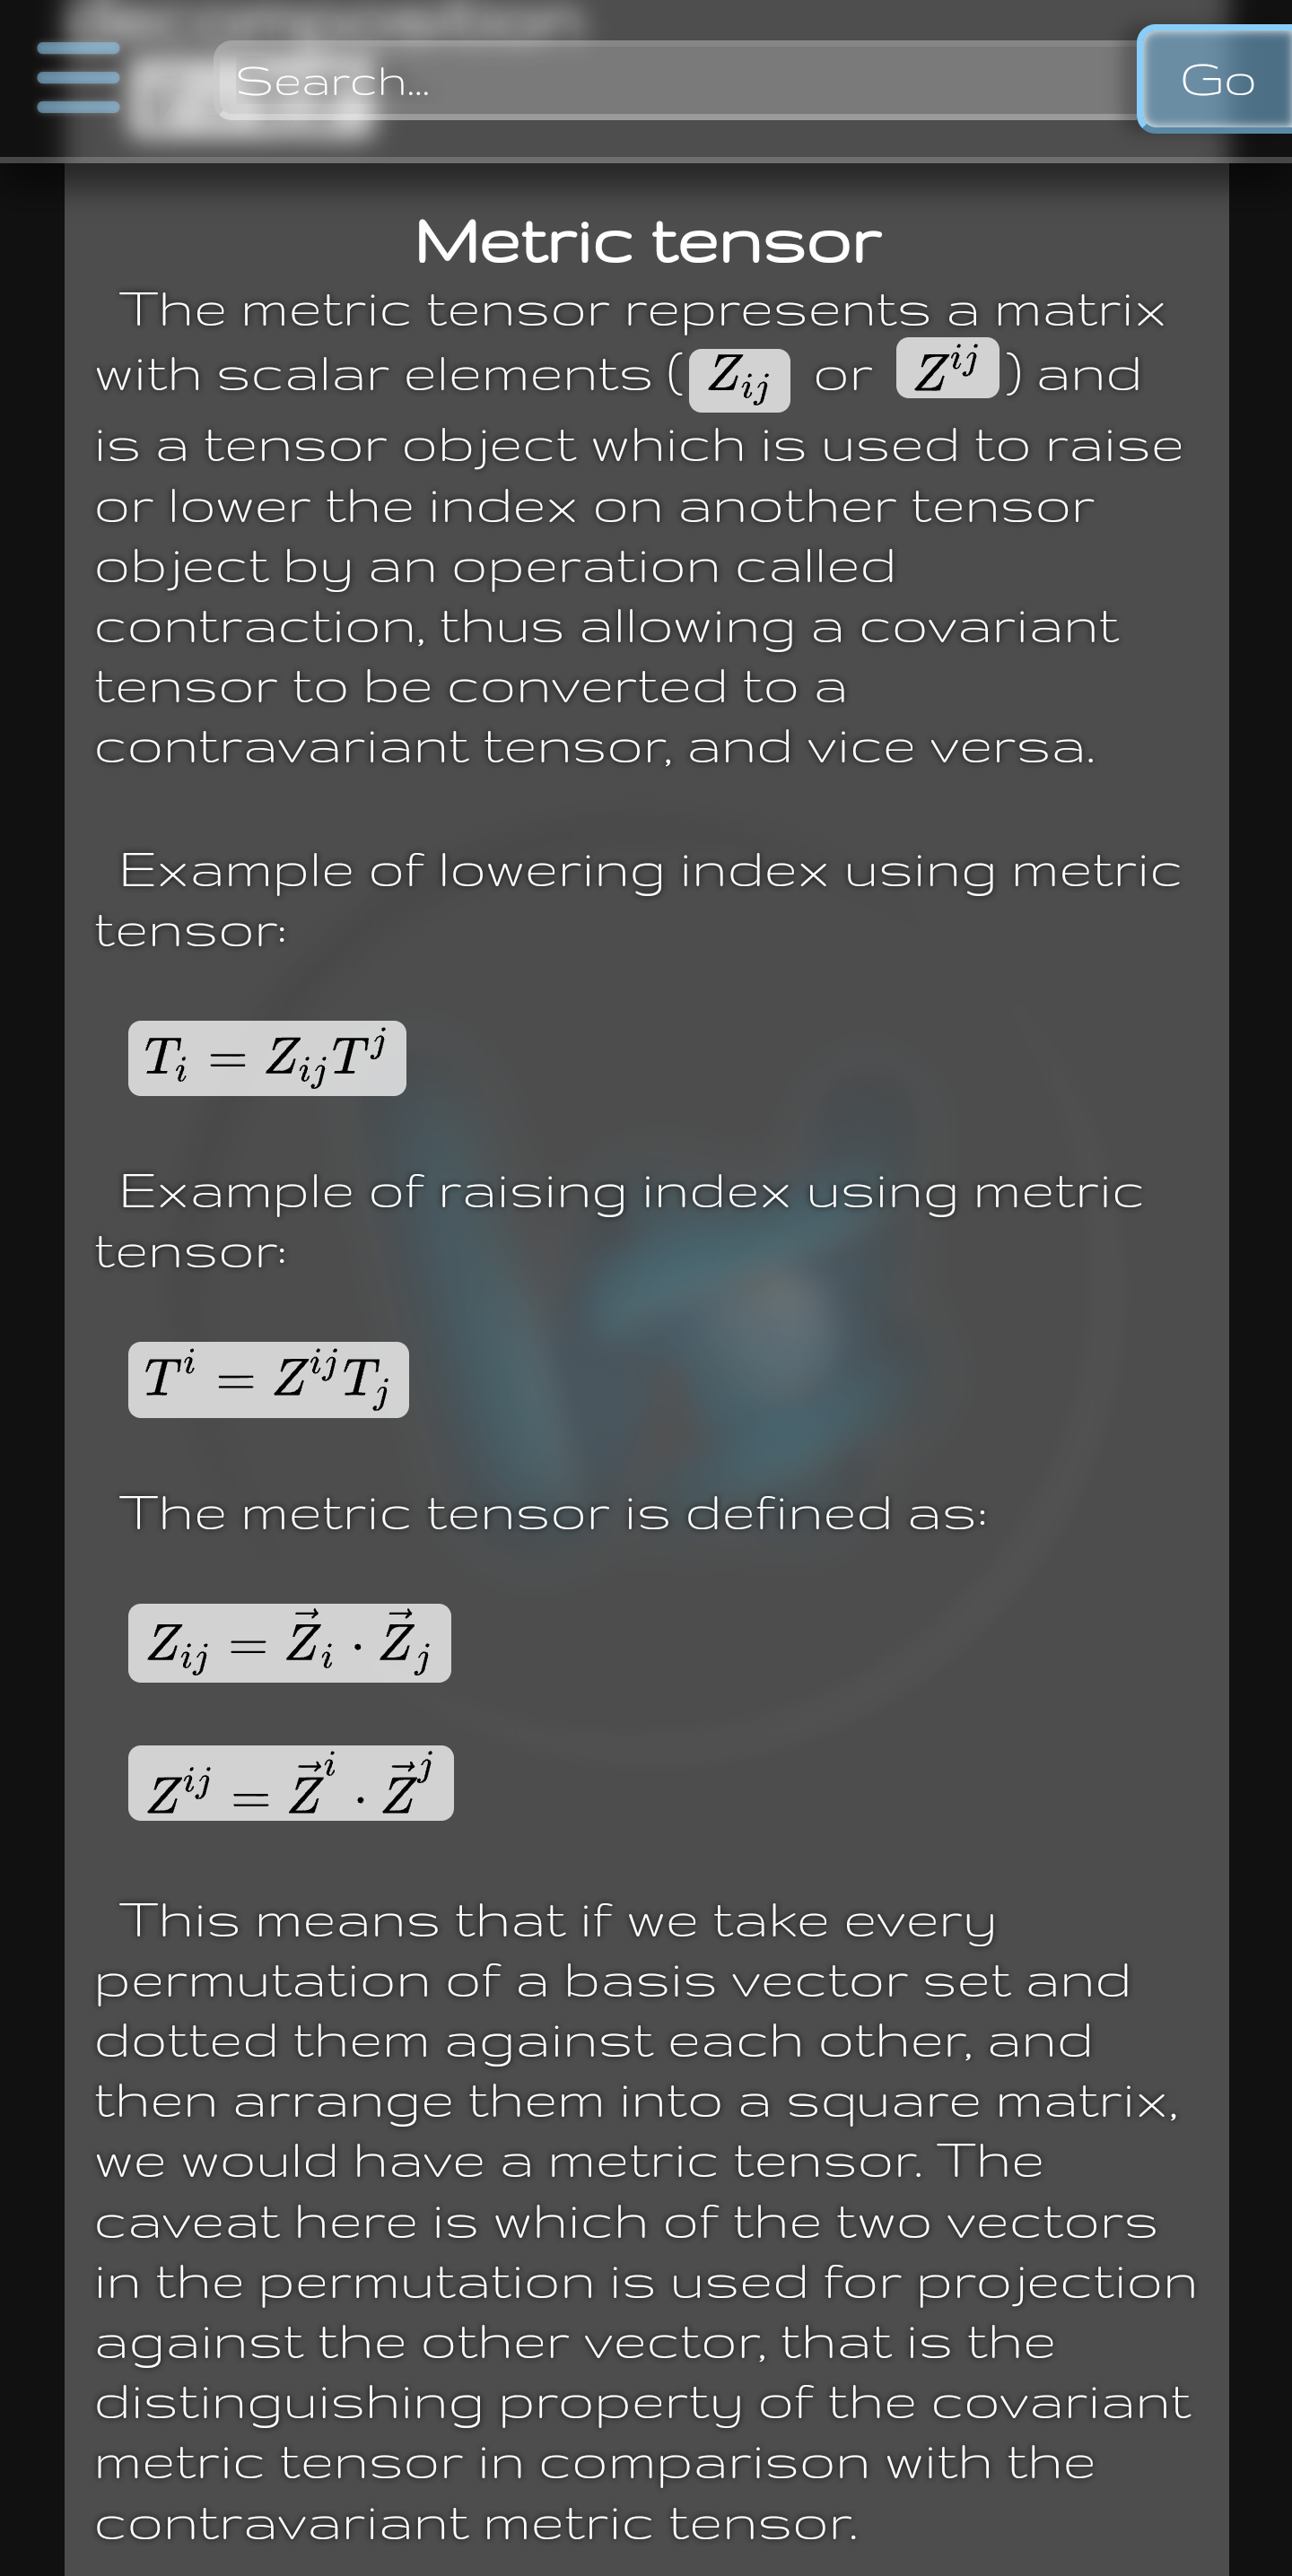 decomposition
Search...
Go
Metric tensor
The metric tensor represents a matrix
with scalar elements (Z_{ij} or Z^{ij}) and
is a tensor object which is used to raise
or lower the index on another tensor
object by an operation called
contraction, thus allowing a covariant
tensor to be converted to a
contravariant tensor, and vice versa.
Example of lowering index using metric
tensor:
T_i = Z_{ij}T^j
Example of raising index using metric
tensor:
T^i = Z^{ij}T_j
The metric tensor is defined as:
Z_{ij} = \vec{Z}_i · \vec{Z}_j
Z^{ij} = \vec{Z}^i · \vec{Z}^j
This means that if we take every
permutation of a basis vector set and
dotted them against each other, and
then arrange them into a square matrix,
we would have a metric tensor. The
caveat here is which of the two vectors
in the permutation is used for projection
against the other vector, that is the
distinguishing property of the covariant
metric tensor in comparison with the
contravariant metric tensor.